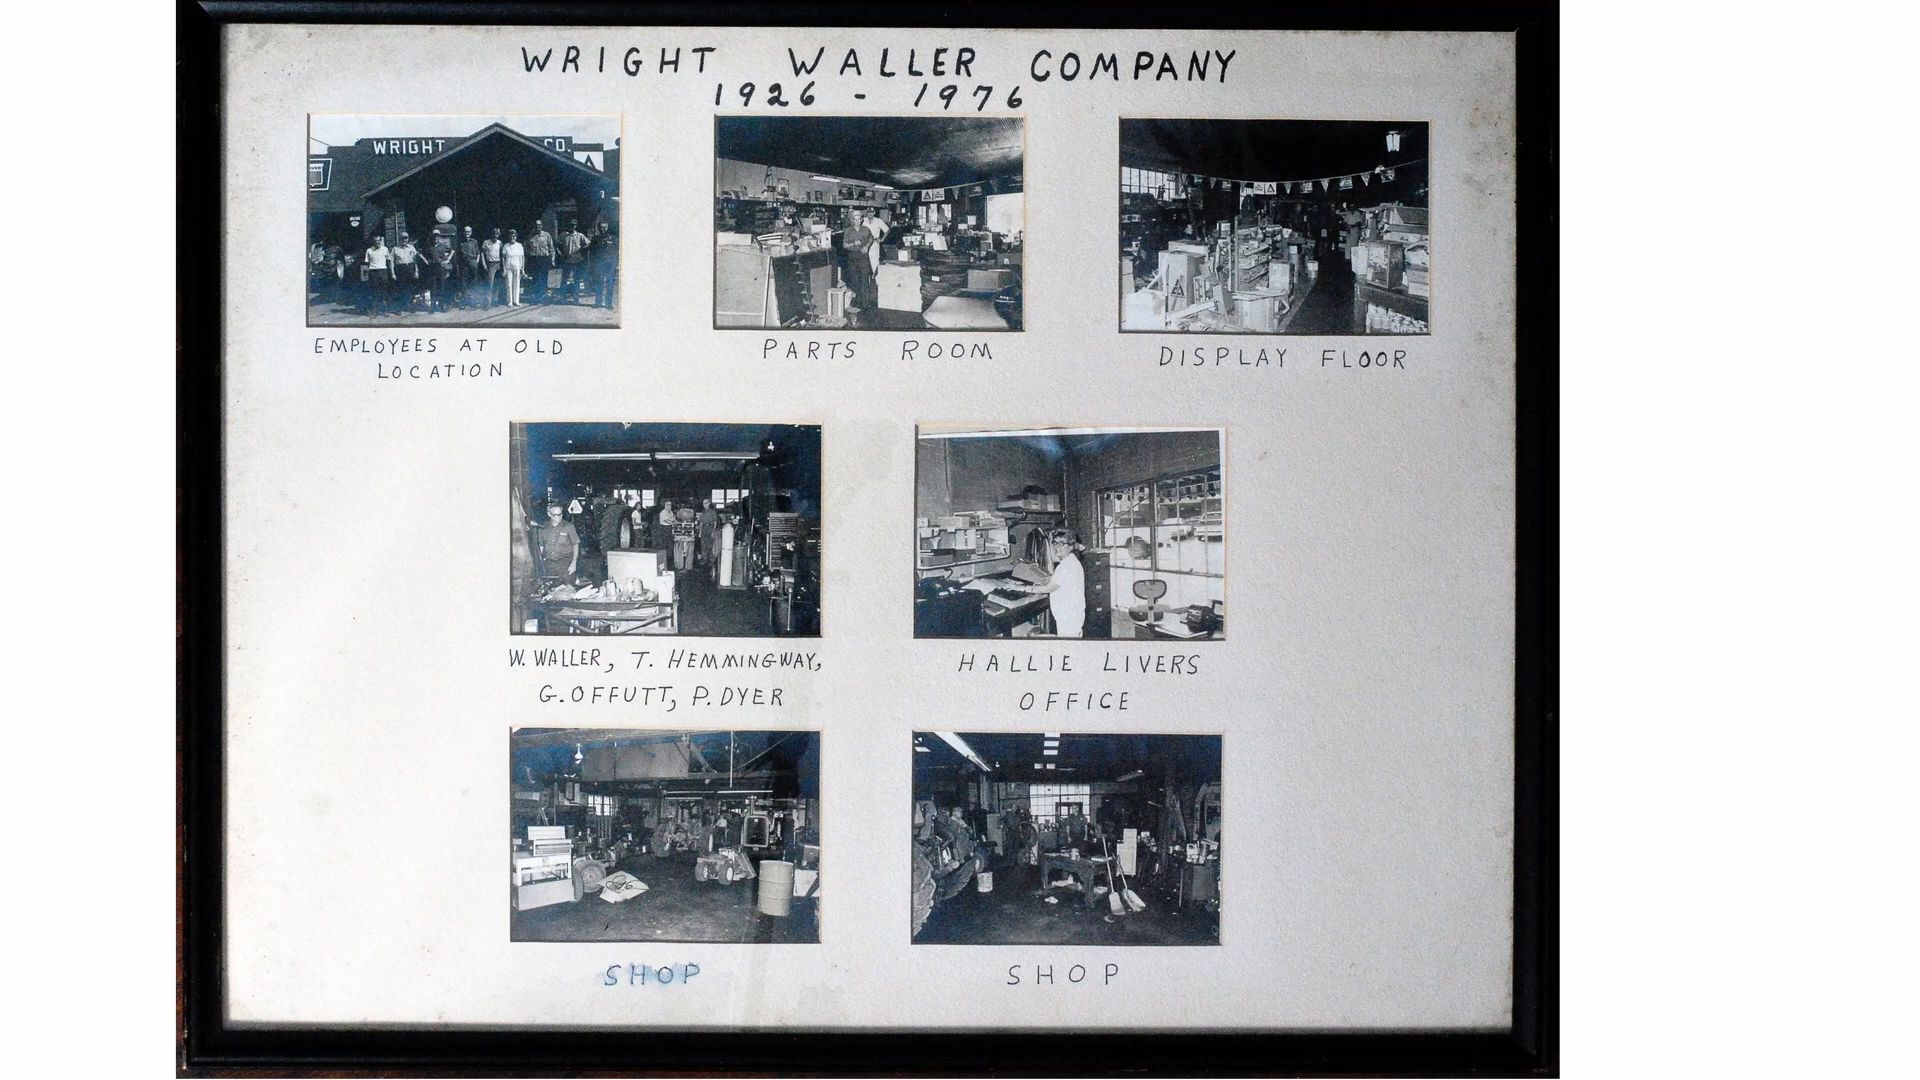 WRIGHT WALLER COMPANY
1926 - 1976
WRIGHT CO.
EMPLOYEES AT OLD
LOCATION
PARTS ROOM
DISPLAY FLOOR
W. WALLER, T. HEMMINGWAY,
G. OFFUTT, P. DYER
HALLIE LIVERS
OFFICE
SHOP
SHOP